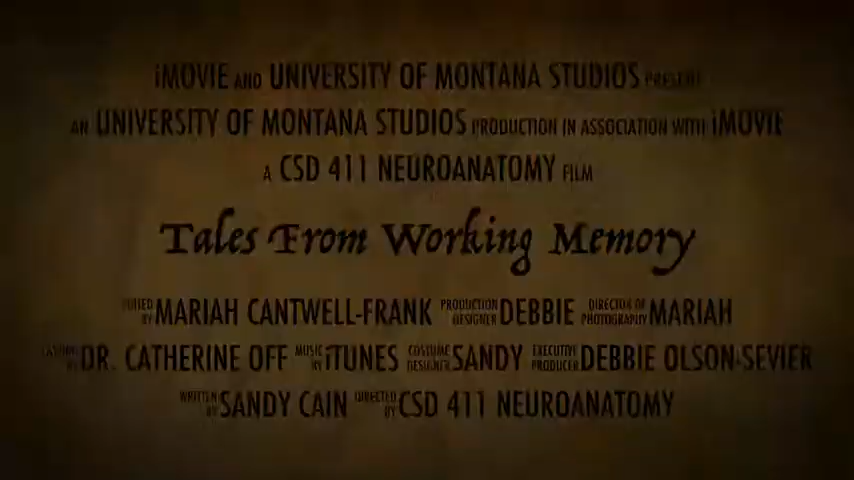 iMOVIE AND UNIVERSITY OF MONTANA STUDIOS PRESENT
AN UNIVERSITY OF MONTANA STUDIOS PRODUCTION IN ASSOCIATION WITH iMOVIE
A CSD 411 NEUROANATOMY FILM
Tales From Working Memory
EDITED BY MARIAH CANTWELL-FRANK PRODUCTION DESIGNER DEBBIE DIRECTOR OF PHOTOGRAPHY MARIAH
CASTING BY DR. CATHERINE OFF MUSIC BY iTUNES COSTUME DESIGNER SANDY EXECUTIVE PRODUCER DEBBIE OLSON-SEVIER
WRITTEN BY SANDY CAIN DIRECTED BY CSD 411 NEUROANATOMY